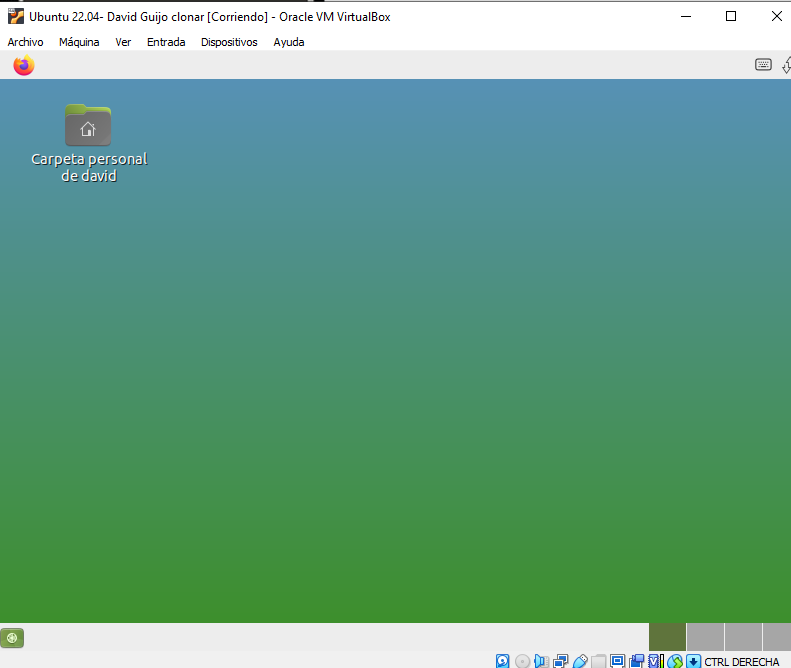 Ubuntu 22.04- David Guijo clonar [Corriendo] - Oracle VM VirtualBox
Archivo Máquina Ver Entrada Dispositivos Ayuda
Carpeta personal
de david
CTRL DERECHA